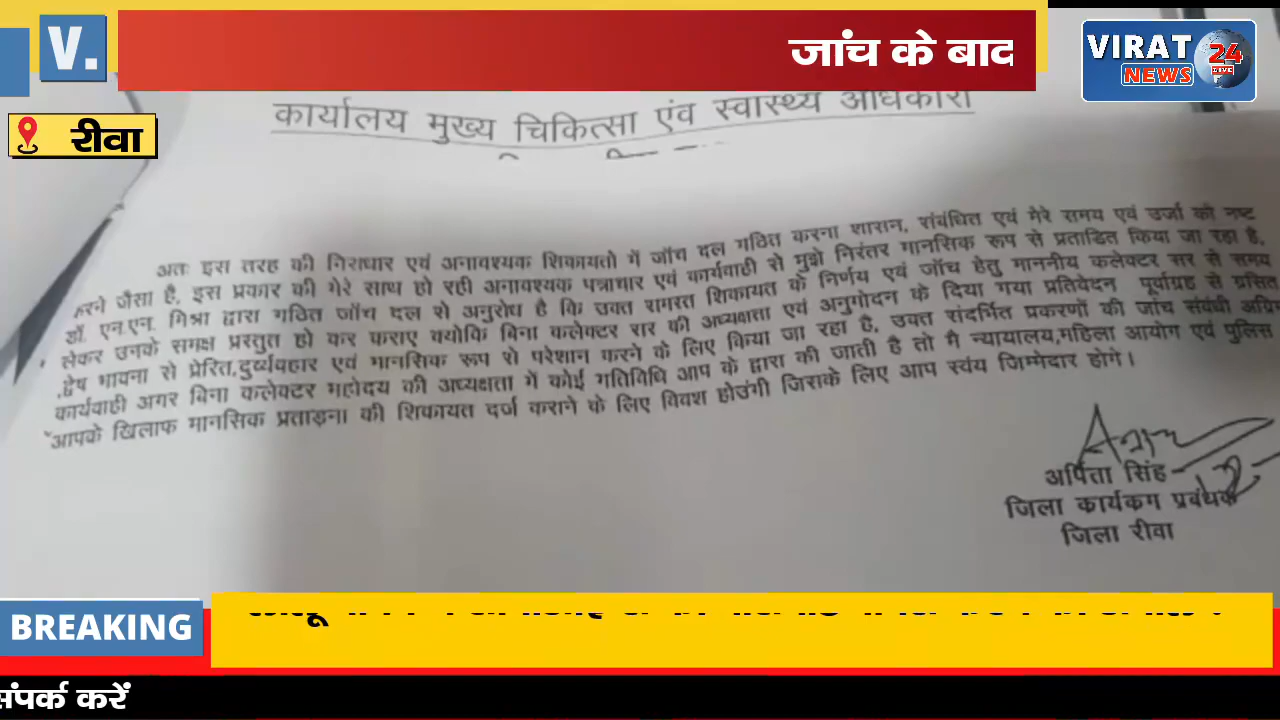 V.
जांच के बाद
VIRAT 24
NEWS LIVE
रीवा
कार्यालय मुख्य चिकित्सा एंव स्वास्थ्य अधिकारी
अतः इस तरह की निराधार एवं अनावश्यक शिकायतो में जॉच दल गठित करना शासन, संबंधित एवं मेरे समय एवं उर्जा को नष्ट
करने जैसा है, इस प्रकार की मेरे साथ हो रही अनावश्यक पत्राचार एवं कार्यवाही से मुझे निरंतर मानसिक रूप से प्रताडित किया जा रहा है,
डॉ. एन.एन. मिश्रा द्वारा गठित जॉच दल से अनुरोध है कि उक्त समस्त शिकायत के निर्णय एवं जॉच हेतु माननीय कलेक्टर सर से समय
लेकर उनके समक्ष प्रस्तुत हो कर कराए क्योकि बिना कलेक्टर सर की अध्यक्षता एवं अनुमोदन के दिया गया प्रतिवेदन पूर्वाग्रह से ग्रसित
,द्वेष भावना से प्रेरित,दुर्व्यवहार एवं मानसिक रूप से परेशान करने के लिए किया जा रहा है, उक्त संदर्भित प्रकरणों की जांच संबंधी अग्रिम
कार्यवाही अगर बिना कलेक्टर महोदय की अध्यक्षता में कोई गतिविधि आप के द्वारा की जाती है तो मै न्यायालय,महिला आयोग एवं पुलिस
आपके खिलाफ मानसिक प्रताड़ना की शिकायत दर्ज कराने के लिए विवश होउंगी जिसके लिए आप स्वंय जिम्मेदार होगे।
अर्पिता सिंह
जिला कार्यकम प्रबंधक
जिला रीवा
BREAKING
संपर्क करें